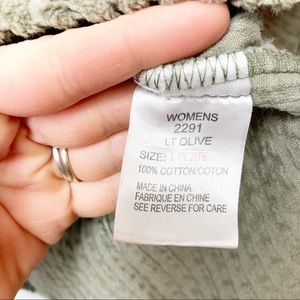 WOMENS
2291
LT OLIVE
SIZE:
100% COTTON/COTON
MADE IN CHINA
FABRIQUE EN CHINE
SEE REVERSE FOR CARE